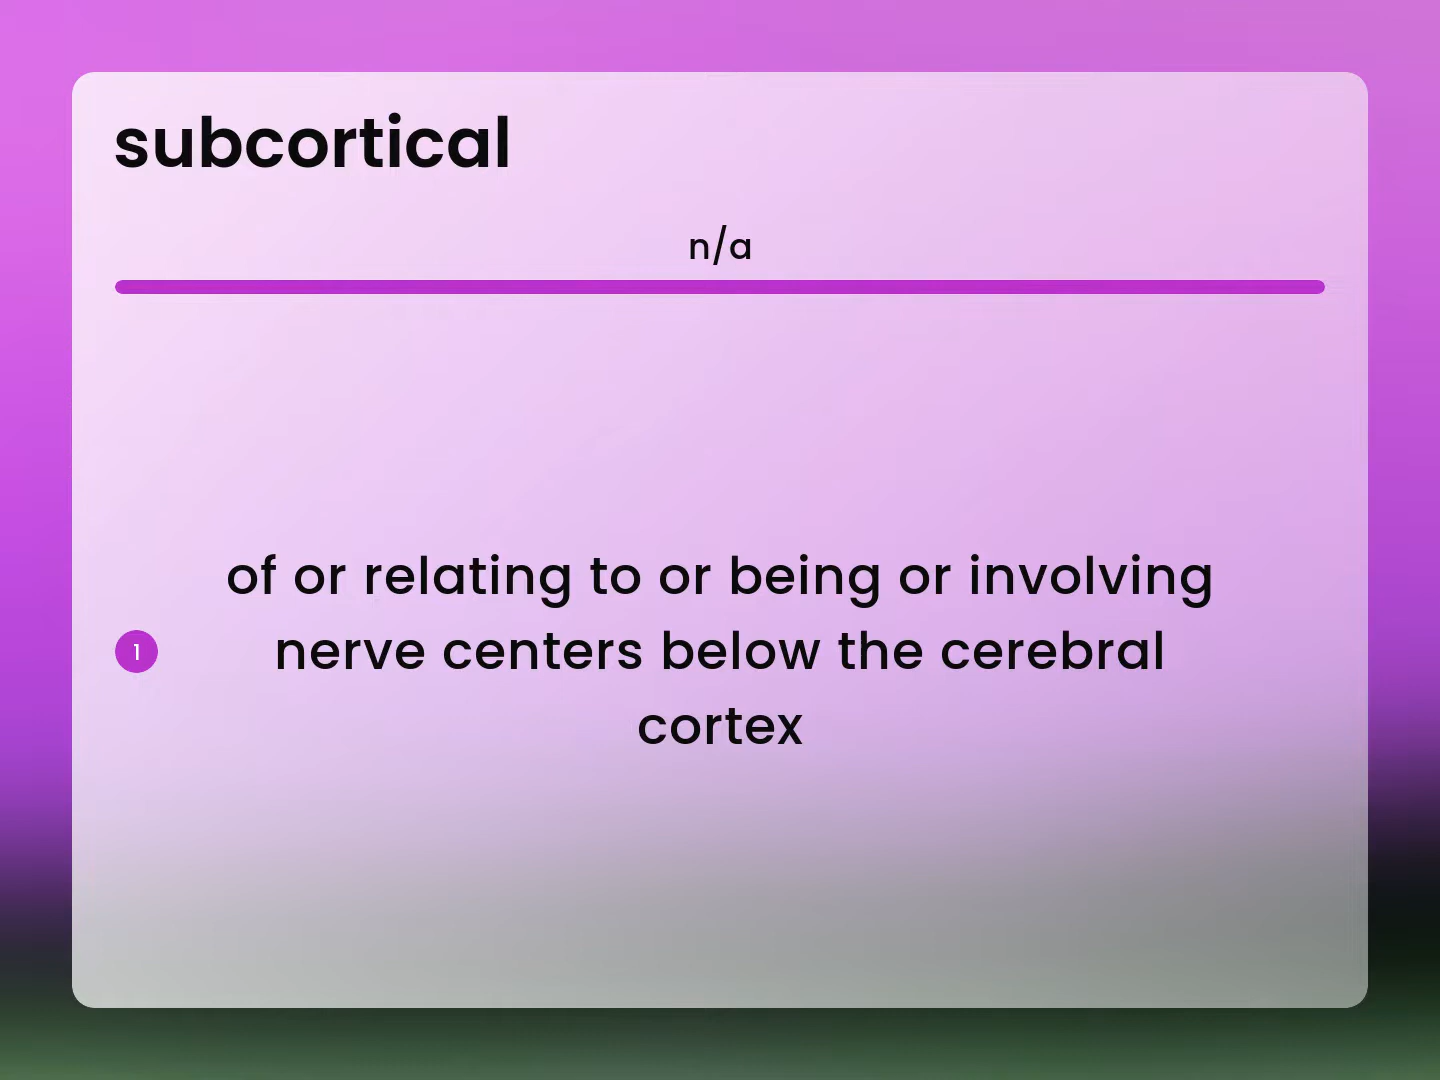 subcortical
n/a
of or relating to or being or involving
1
nerve centers below the cerebral
cortex